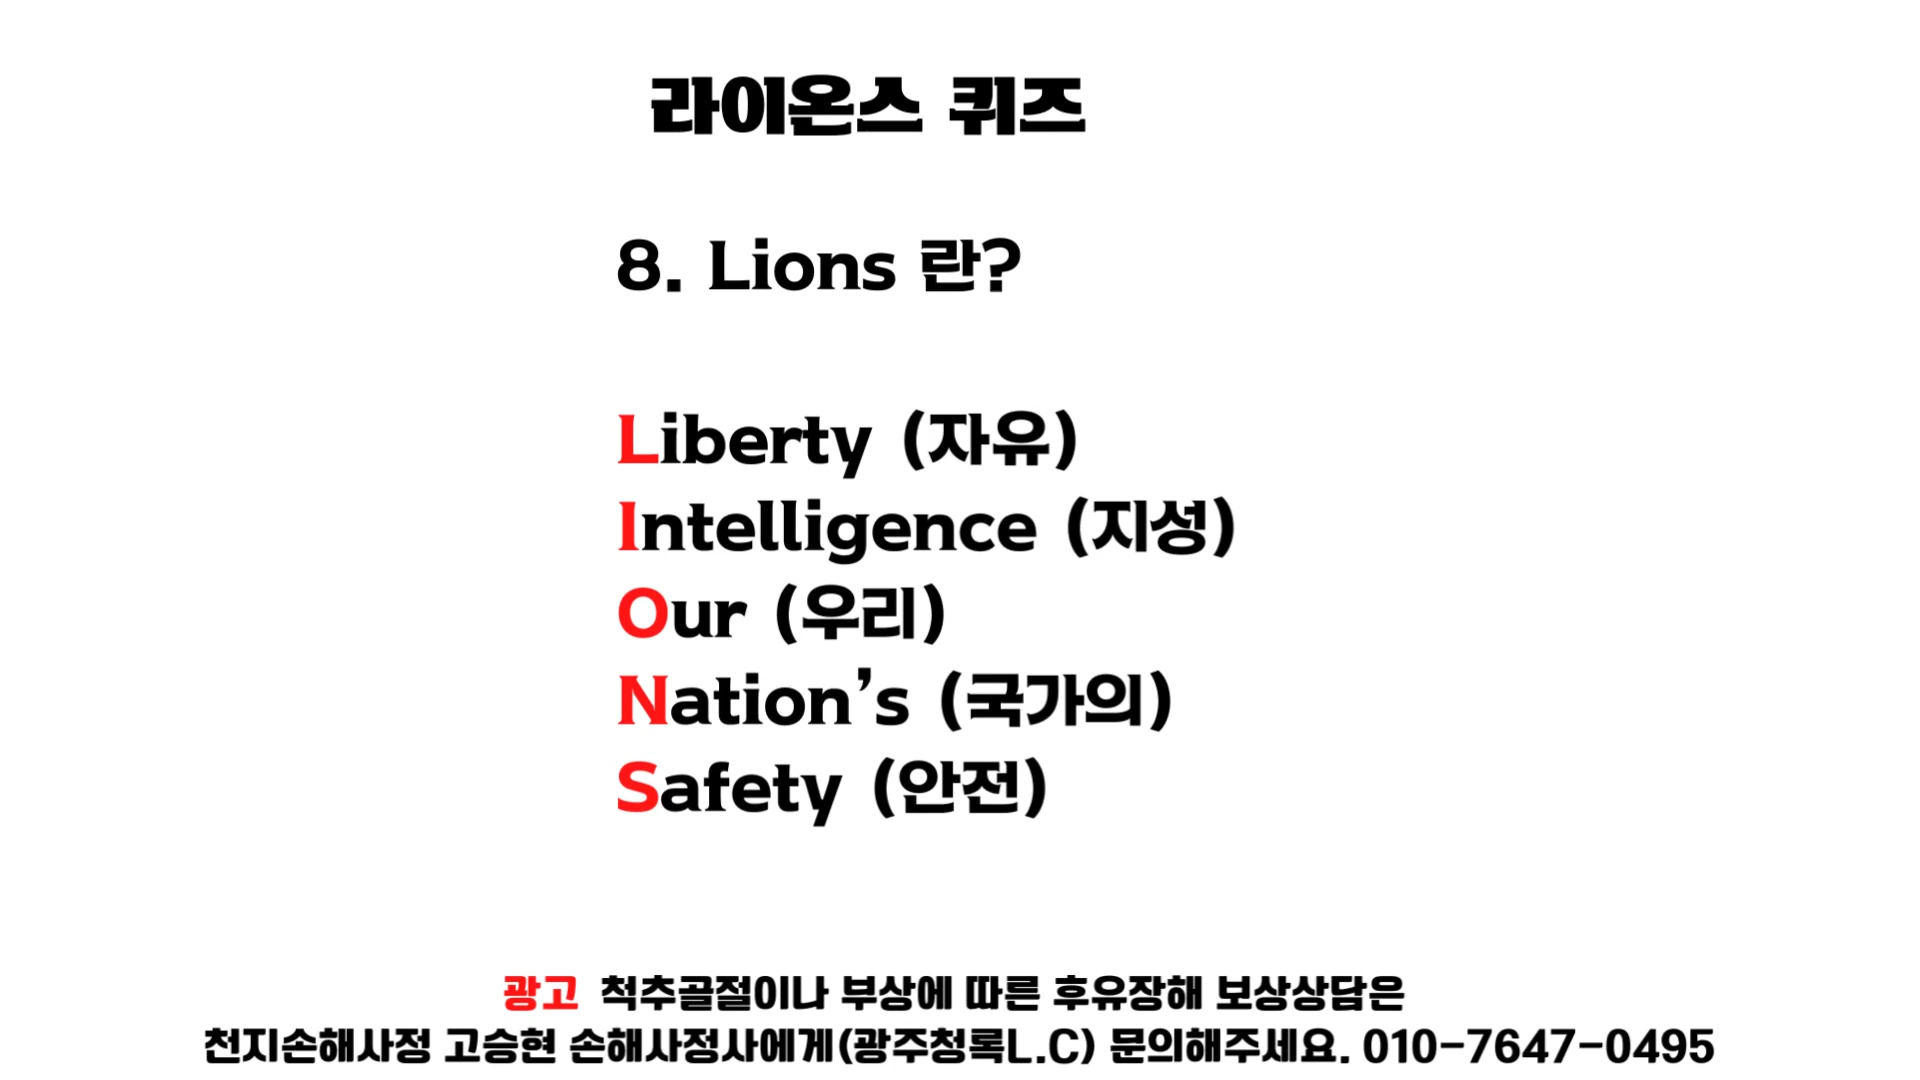 라이온스 퀴즈
8. Lions 란?
Liberty (자유)
Intelligence (지성)
Our (우리)
Nation’s (국가의)
Safety (안전)
광고 척추골절이나 부상에 따른 후유장해 보상상담은
천지손해사정 고승현 손해사정사에게(광주청록L.C) 문의해주세요. 010-7647-0495